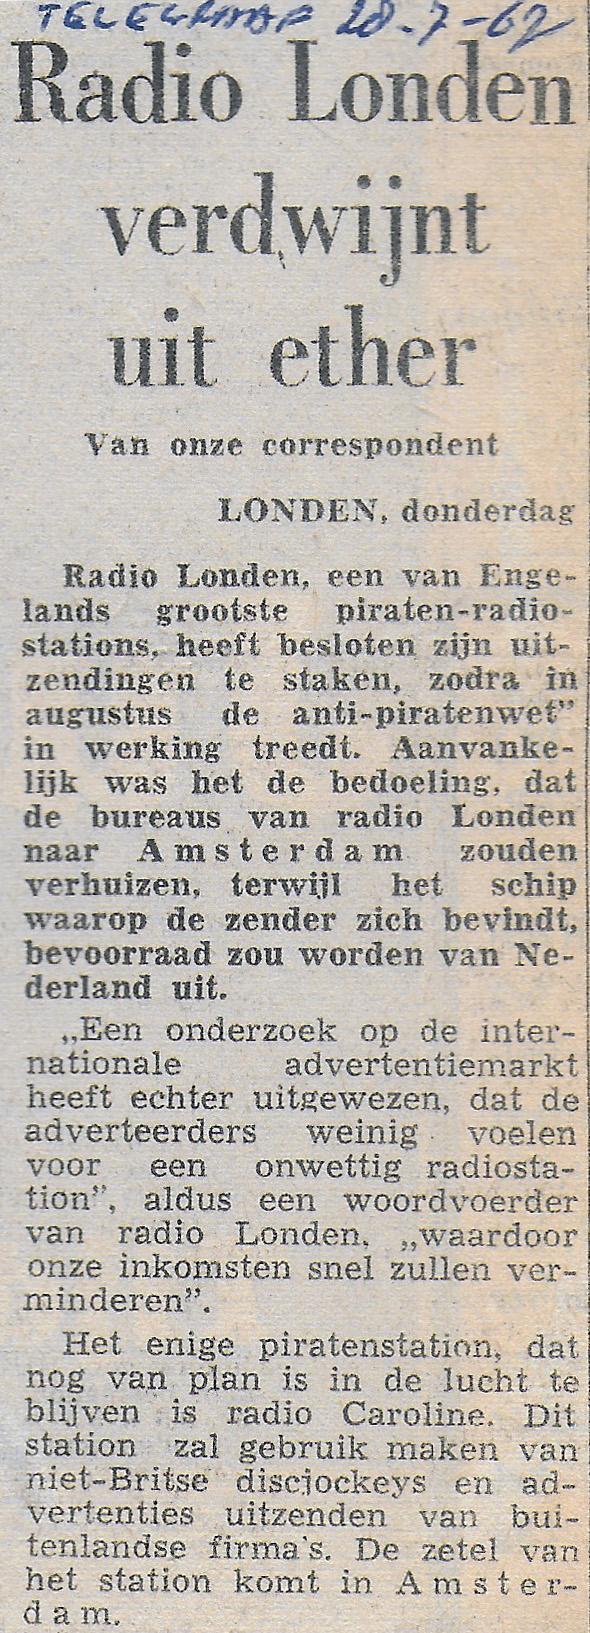 TELEGRAAF 28-7-67
Radio Londen
verdwijnt
uit ether
Van onze correspondent
LONDEN, donderdag
Radio Londen, een van Enge-
lands grootste piraten-radio-
stations, heeft besloten zijn uit-
zendingen te staken, zodra in
augustus de anti-piratenwet”
in werking treedt. Aanvanke-
lijk was het de bedoeling, dat
de bureaus van radio Londen
naar Amsterdam zouden
verhuizen, terwijl het schip
waarop de zender zich bevindt,
bevoorraad zou worden van Ne-
derland uit.
„Een onderzoek op de inter-
nationale advertentiemarkt
heeft echter uitgewezen, dat de
adverteerders weinig voelen
voor een onwettig radiosta-
tion”, aldus een woordvoerder
van radio Londen, „waardoor
onze inkomsten snel zullen ver-
minderen”.
Het enige piratenstation, dat
nog van plan is in de lucht te
blijven is radio Caroline. Dit
station zal gebruik maken van
niet-Britse discjockeys en ad-
vertenties uitzenden van bui-
tenlandse firma's. De zetel van
het station komt in Amster-
dam.